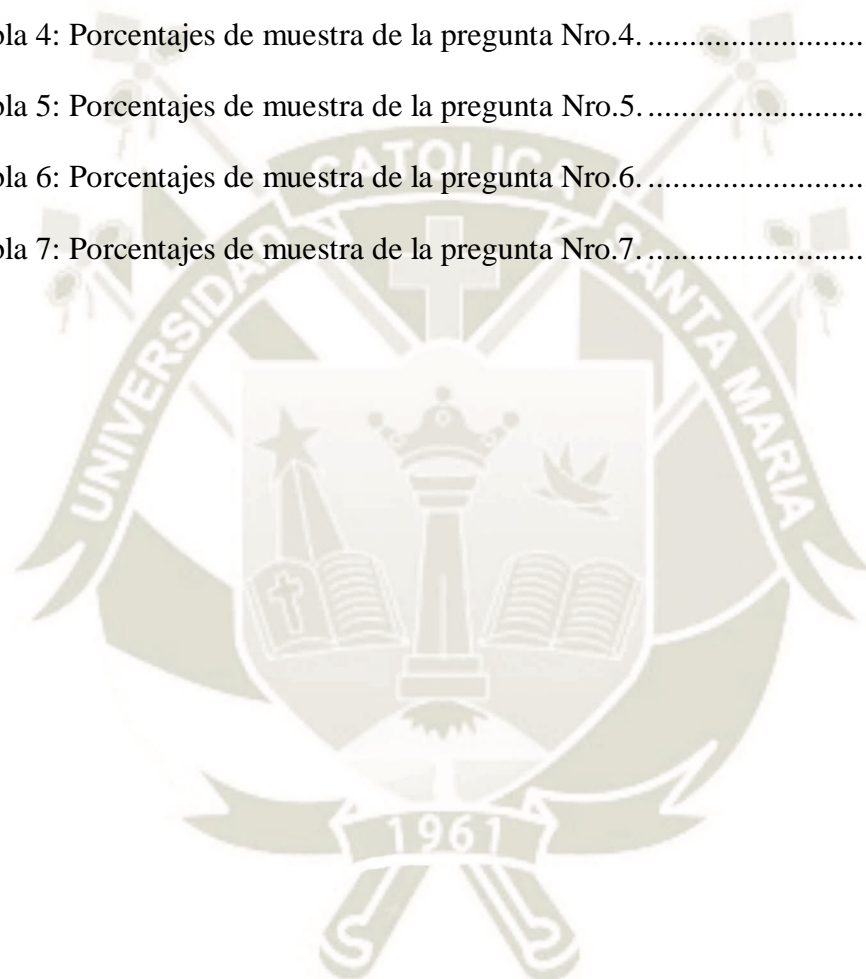 bla 4: Porcentajes de muestra de la pregunta Nro.4. ........................
bla 5: Porcentajes de muestra de la pregunta Nro.5. ........................
bla 6: Porcentajes de muestra de la pregunta Nro.6. ........................
bla 7: Porcentajes de muestra de la pregunta Nro.7. ........................
UNIVERSIDAD CATOLICA SANTA MARIA
1961